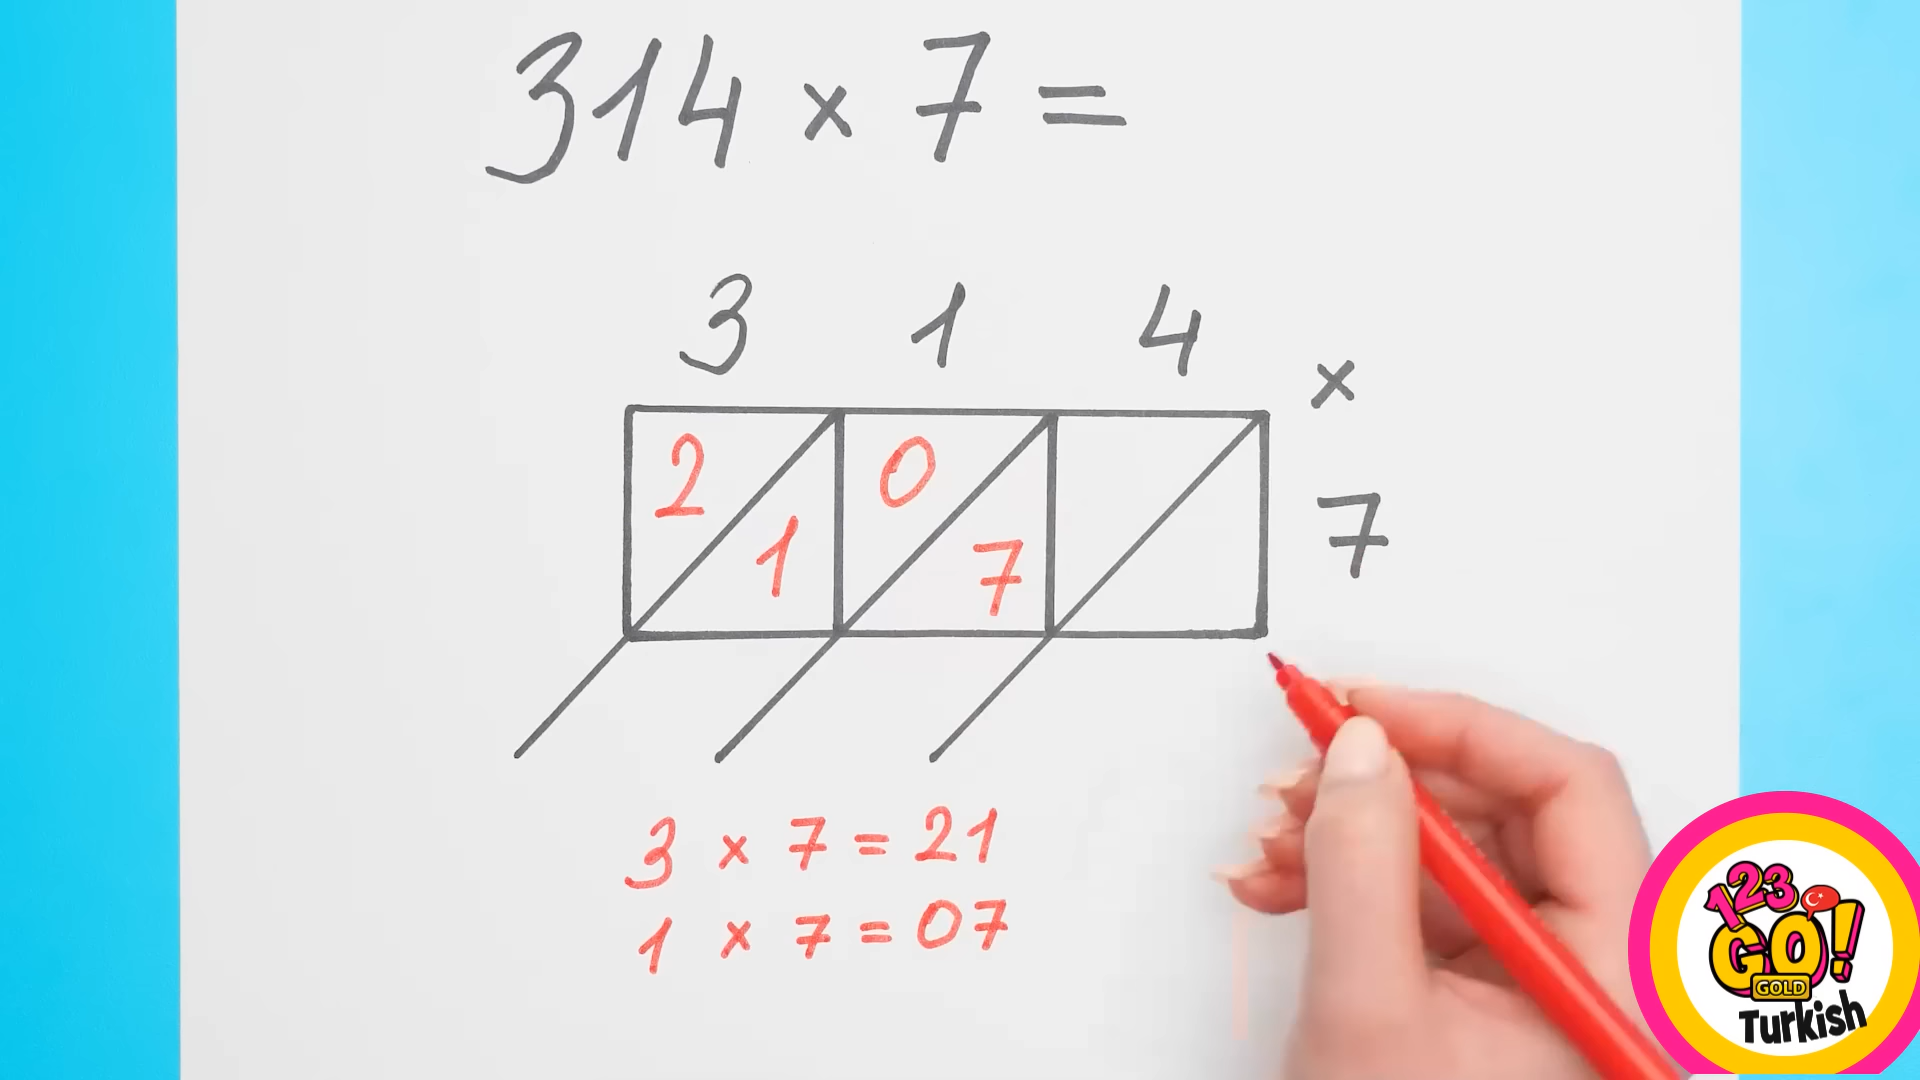 314 × 7 =
3 1 4 ×
7
2 1 0 7
3 × 7 = 21
1 × 7 = 07
123
GO!
GOLD
Turkish